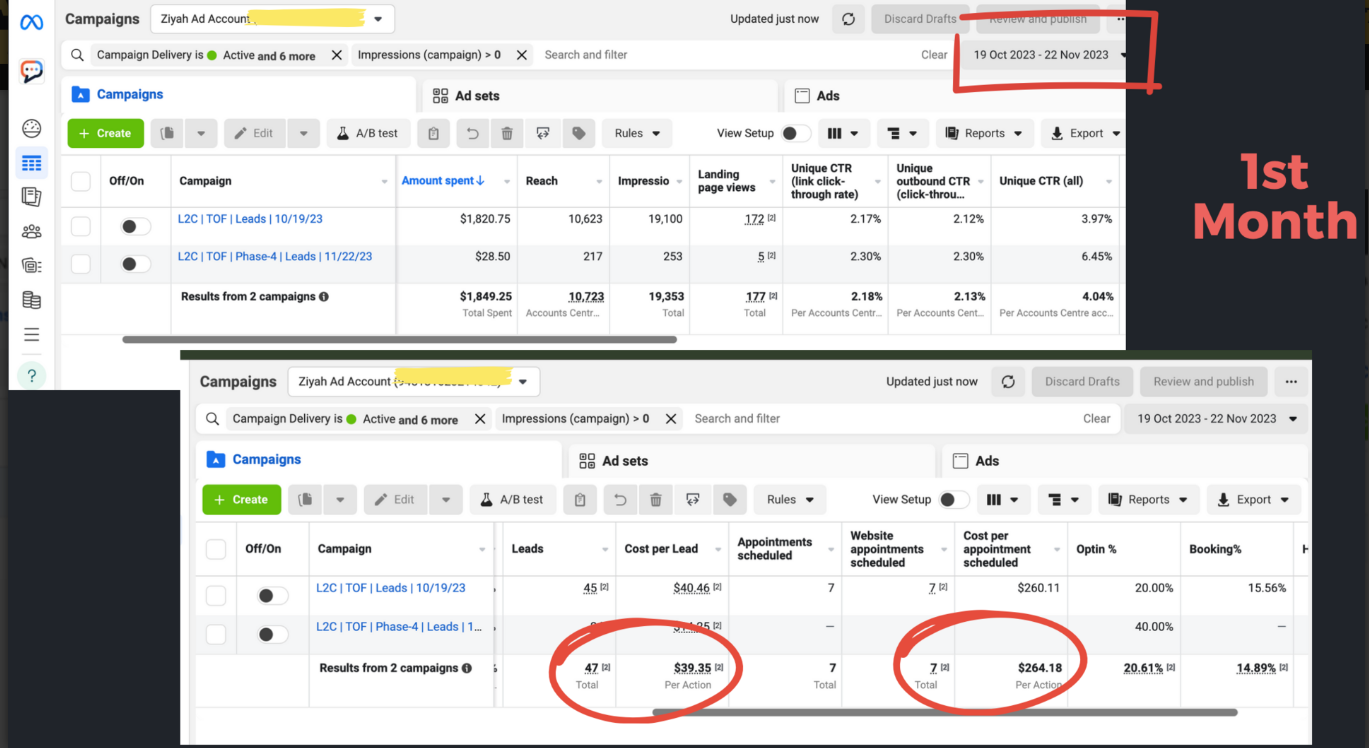 Campaigns Ziyah Ad Account Updated just now Discard Drafts Review and publish ...
Campaign Delivery is Active and 6 more Impressions (campaign) > 0 Search and filter Clear 19 Oct 2023 - 22 Nov 2023
Campaigns Ad sets Ads
+ Create Edit A/B test Rules View Setup Reports Export
Off/On Campaign Amount spent↓ Reach Impressio Landing page views Unique CTR (link click-through rate) Unique outbound CTR (click-throu... Unique CTR (all)
L2C | TOF | Leads | 10/19/23 $1,820.75 10,623 19,100 172 [2] 2.17% 2.12% 3.97%
L2C | TOF | Phase-4 | Leads | 11/22/23 $28.50 217 253 5 [2] 2.30% 2.30% 6.45%
Results from 2 campaigns $1,849.25 10,723 19,353 177 [2] 2.18% 2.13% 4.04%
Total Spent Accounts Centr... Total Total Per Accounts Centr... Per Accounts Cent... Per Accounts Centre acc...
?
1st
Month
Campaigns Ziyah Ad Account Updated just now Discard Drafts Review and publish ...
Campaign Delivery is Active and 6 more Impressions (campaign) > 0 Search and filter Clear 19 Oct 2023 - 22 Nov 2023
Campaigns Ad sets Ads
+ Create Edit A/B test Rules View Setup Reports Export
Off/On Campaign Leads Cost per Lead Appointments scheduled Website appointments scheduled Cost per appointment scheduled Optin % Booking% H
L2C | TOF | Leads | 10/19/23 45 [2] $40.46 [2] 7 7 [2] $260.11 20.00% 15.56%
L2C | TOF | Phase-4 | Leads | 1... [2] — 40.00% —
Results from 2 campaigns % 47 [2] $39.35 [2] 7 7 [2] $264.18 20.61% [2] 14.89% [2]
Total Per Action Total Total Per Action